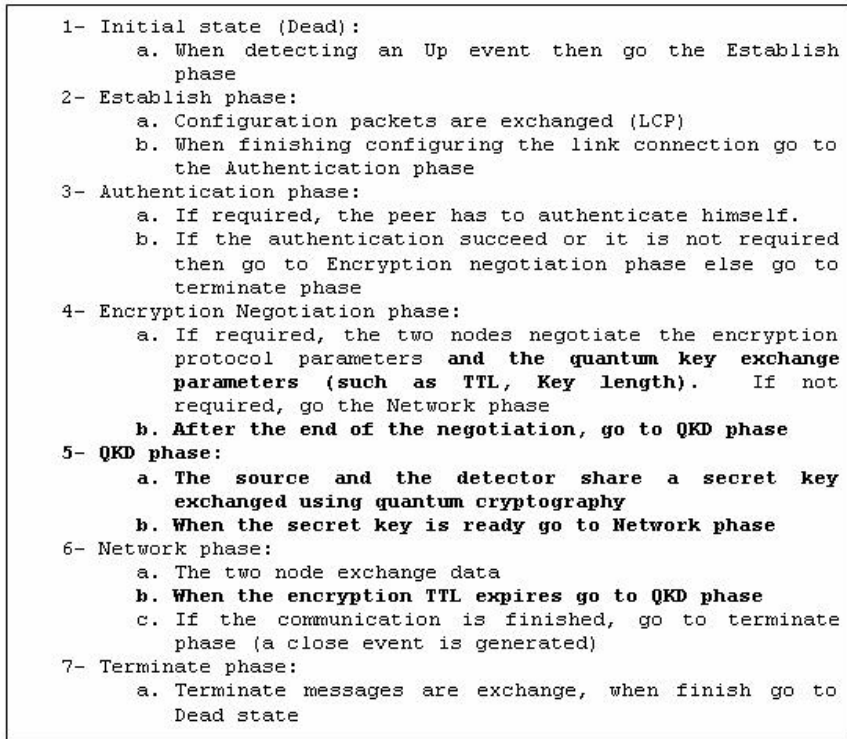 1- Initial state (Dead):
a. When detecting an Up event then go the Establish
phase
2- Establish phase:
a. Configuration packets are exchanged (LCP)
b. When finishing configuring the link connection go to
the Authentication phase
3- Authentication phase:
a. If required, the peer has to authenticate himself.
b. If the authentication succeed or it is not required
then go to Encryption negotiation phase else go to
terminate phase
4- Encryption Negotiation phase:
a. If required, the two nodes negotiate the encryption
protocol parameters and the quantum key exchange
parameters (such as TTL, Key length). If not
required, go the Network phase
b. After the end of the negotiation, go to QKD phase
5- QKD phase:
a. The source and the detector share a secret key
exchanged using quantum cryptography
b. When the secret key is ready go to Network phase
6- Network phase:
a. The two node exchange data
b. When the encryption TTL expires go to QKD phase
c. If the communication is finished, go to terminate
phase (a close event is generated)
7- Terminate phase:
a. Terminate messages are exchange, when finish go to
Dead state